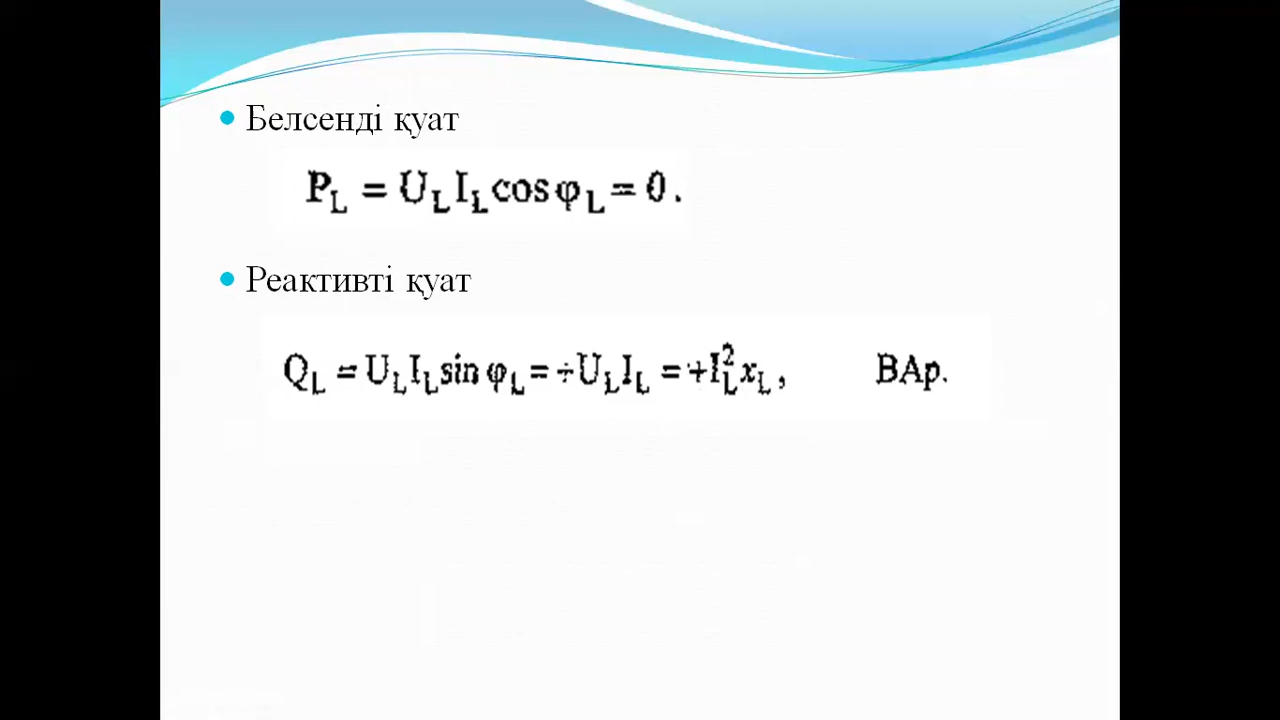 Белсенді қуат
P_L = U_L I_L cos φ_L = 0.
Реактивті қуат
Q_L = U_L I_L sin φ_L = +U_L I_L = +I_L^2 x_L, ВАр.